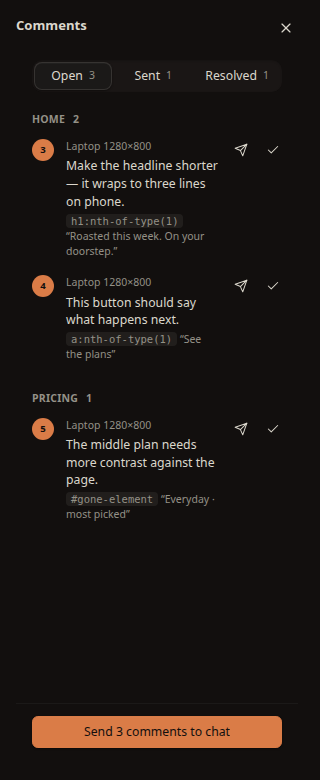 Comments
Open 3 Sent 1 Resolved 1
HOME 2
3 Laptop 1280×800
Make the headline shorter
— it wraps to three lines
on phone.
h1:nth-of-type(1)
“Roasted this week. On your
doorstep.”
4 Laptop 1280×800
This button should say
what happens next.
a:nth-of-type(1) “See
the plans”
PRICING 1
5 Laptop 1280×800
The middle plan needs
more contrast against the
page.
#gone-element “Everyday ·
most picked”
Send 3 comments to chat